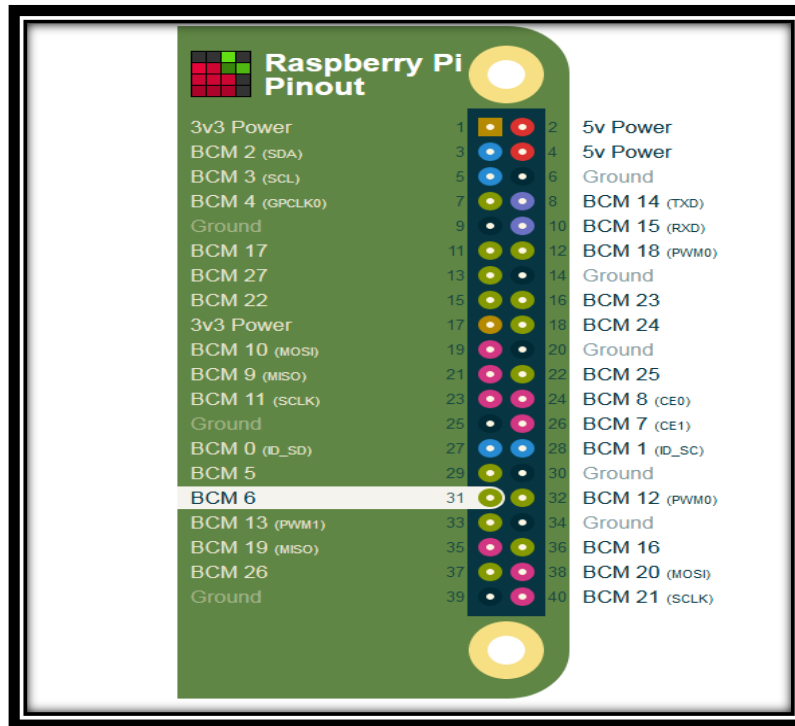 Raspberry Pi
Pinout
3v3 Power 1 2 5v Power
BCM 2 (SDA) 3 4 5v Power
BCM 3 (SCL) 5 6 Ground
BCM 4 (GPCLK0) 7 8 BCM 14 (TXD)
Ground 9 10 BCM 15 (RXD)
BCM 17 11 12 BCM 18 (PWM0)
BCM 27 13 14 Ground
BCM 22 15 16 BCM 23
3v3 Power 17 18 BCM 24
BCM 10 (MOSI) 19 20 Ground
BCM 9 (MISO) 21 22 BCM 25
BCM 11 (SCLK) 23 24 BCM 8 (CE0)
Ground 25 26 BCM 7 (CE1)
BCM 0 (ID_SD) 27 28 BCM 1 (ID_SC)
BCM 5 29 30 Ground
BCM 6 31 32 BCM 12 (PWM0)
BCM 13 (PWM1) 33 34 Ground
BCM 19 (MISO) 35 36 BCM 16
BCM 26 37 38 BCM 20 (MOSI)
Ground 39 40 BCM 21 (SCLK)